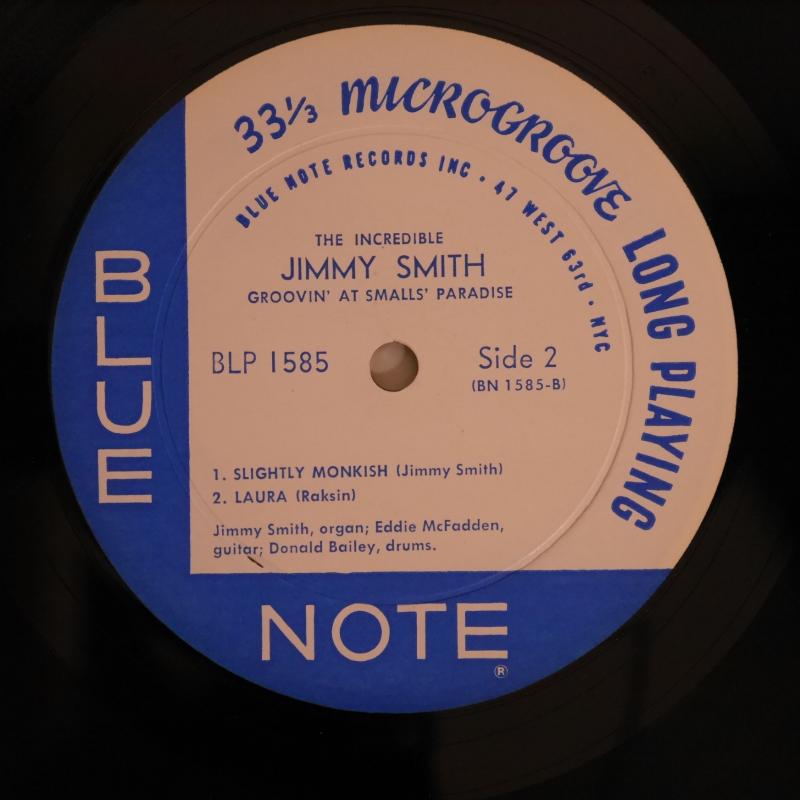 33⅓ MICROGROOVE LONG PLAYING
BLUE NOTE RECORDS INC · 47 WEST 63rd · NYC
THE INCREDIBLE
JIMMY SMITH
GROOVIN' AT SMALLS' PARADISE
BLP 1585
Side 2
(BN 1585-B)
1. SLIGHTLY MONKISH (Jimmy Smith)
2. LAURA (Raksin)
Jimmy Smith, organ; Eddie McFadden,
guitar; Donald Bailey, drums.
BLUE
NOTE
®